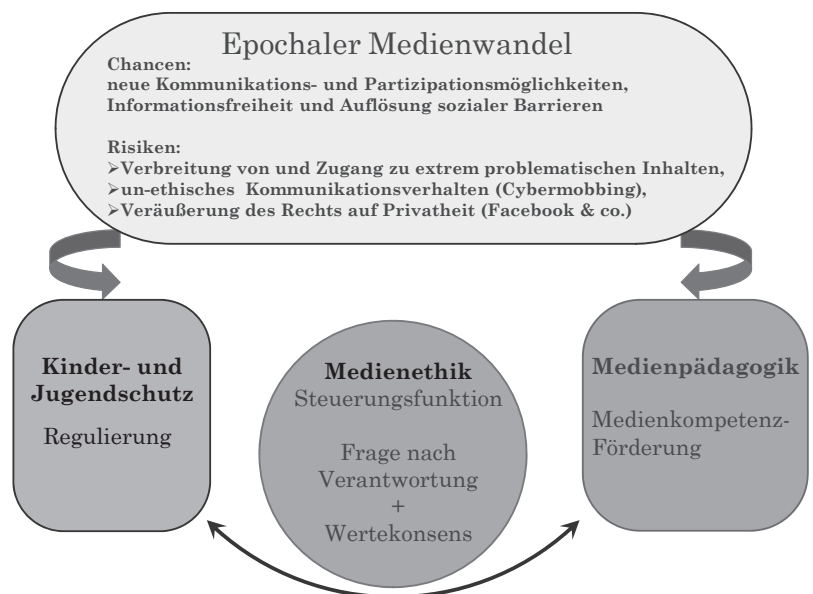 Epochaler Medienwandel
Chancen:
neue Kommunikations- und Partizipationsmöglichkeiten,
Informationsfreiheit und Auflösung sozialer Barrieren
Risiken:
➢Verbreitung von und Zugang zu extrem problematischen Inhalten,
➢un-ethisches Kommunikationsverhalten (Cybermobbing),
➢Veräußerung des Rechts auf Privatheit (Facebook & co.)
Kinder- und
Jugendschutz
Regulierung
Medienethik
Steuerungsfunktion
Frage nach
Verantwortung
+
Wertekonsens
Medienpädagogik
Medienkompetenz-
Förderung